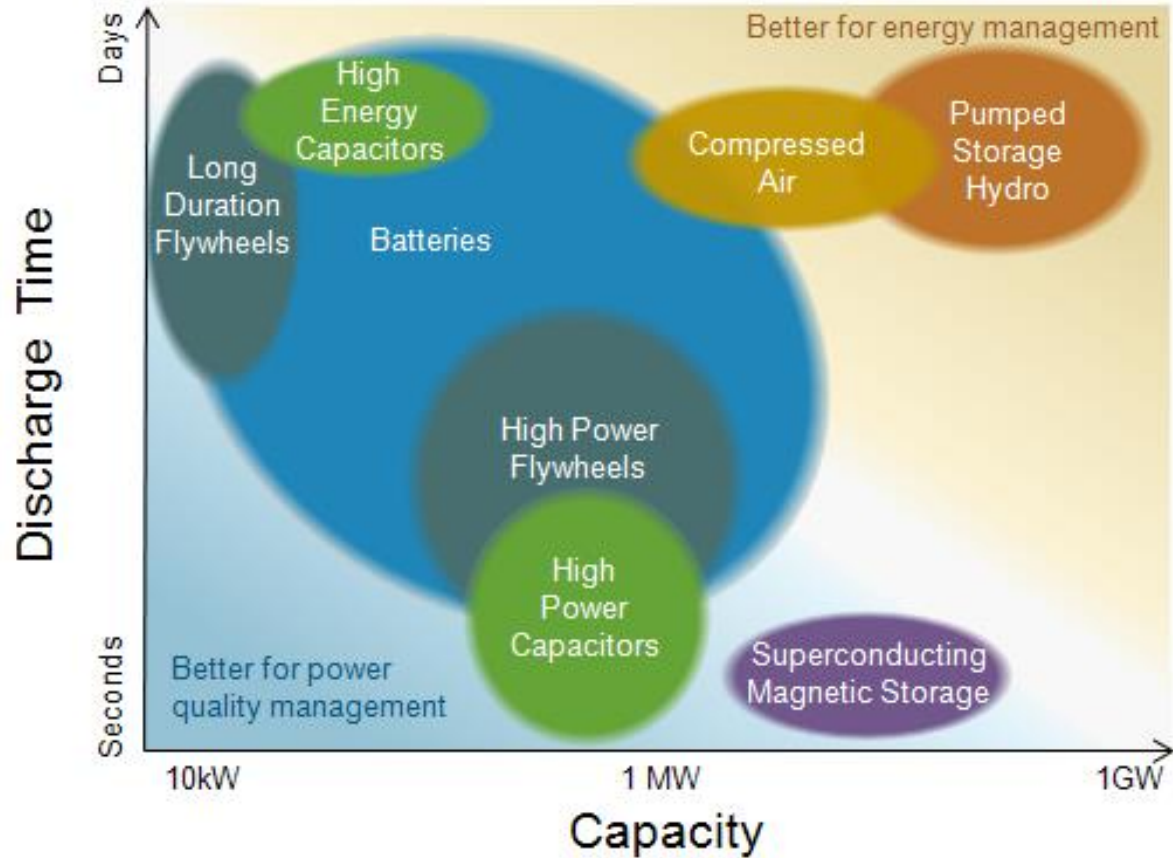 Days
Better for energy management
High
Energy
Capacitors
Long
Duration
Flywheels
Batteries
Compressed
Air
Pumped
Storage
Hydro
Discharge Time
High Power
Flywheels
High
Power
Capacitors
Superconducting
Magnetic Storage
Better for power
quality management
Seconds
10kW
1 MW
1GW
Capacity